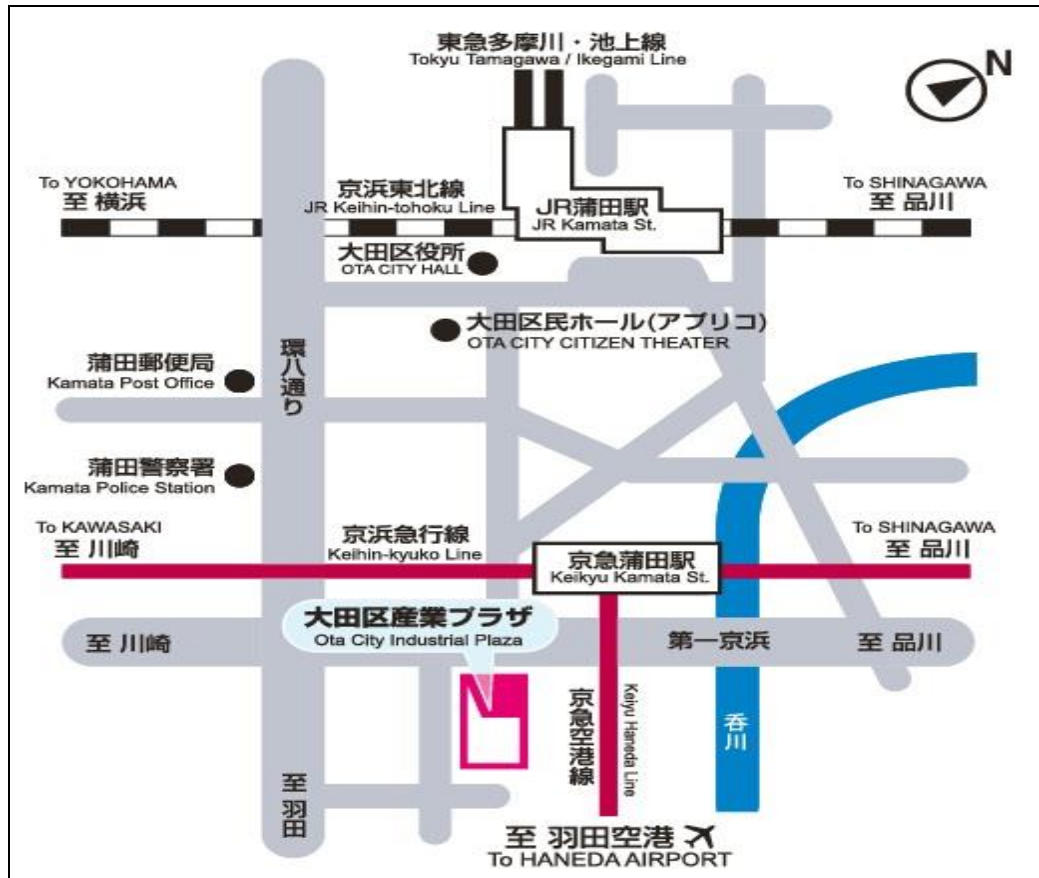 東急多摩川・池上線
Tokyu Tamagawa / Ikegami Line
N
To YOKOHAMA
至 横浜
京浜東北線
JR Keihin-tohoku Line
JR蒲田駅
JR Kamata St.
To SHINAGAWA
至 品川
大田区役所
OTA CITY HALL
大田区民ホール(アプリコ)
OTA CITY CITIZEN THEATER
環八通り
蒲田郵便局
Kamata Post Office
蒲田警察署
Kamata Police Station
To KAWASAKI
至 川崎
京浜急行線
Keihin-kyuko Line
京急蒲田駅
Keikyu Kamata St.
To SHINAGAWA
至 品川
大田区産業プラザ
Ota City Industrial Plaza
至 川崎
第一京浜
至 品川
京急空港線
Keiyu Haneda Line
呑川
至 羽田
至 羽田空港
To HANEDA AIRPORT